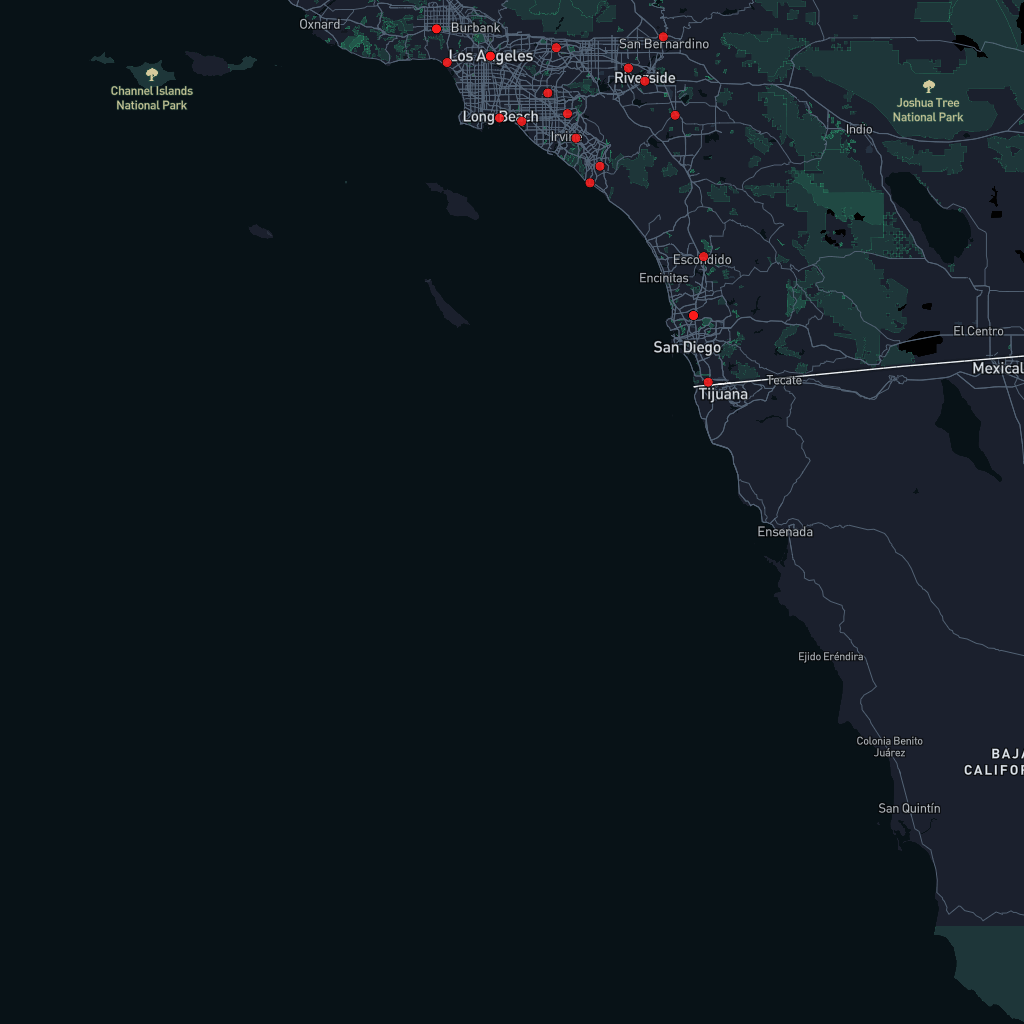 Oxnard
Burbank
San Bernardino
Los Angeles
Riverside
Channel Islands
National Park
Joshua Tree
National Park
Long Beach
Indio
Irvine
Escondido
Encinitas
El Centro
San Diego
Mexical
Tecate
Tijuana
Ensenada
Ejido Eréndira
Colonia Benito
Juárez
BAJA
CALIFOR
San Quintín